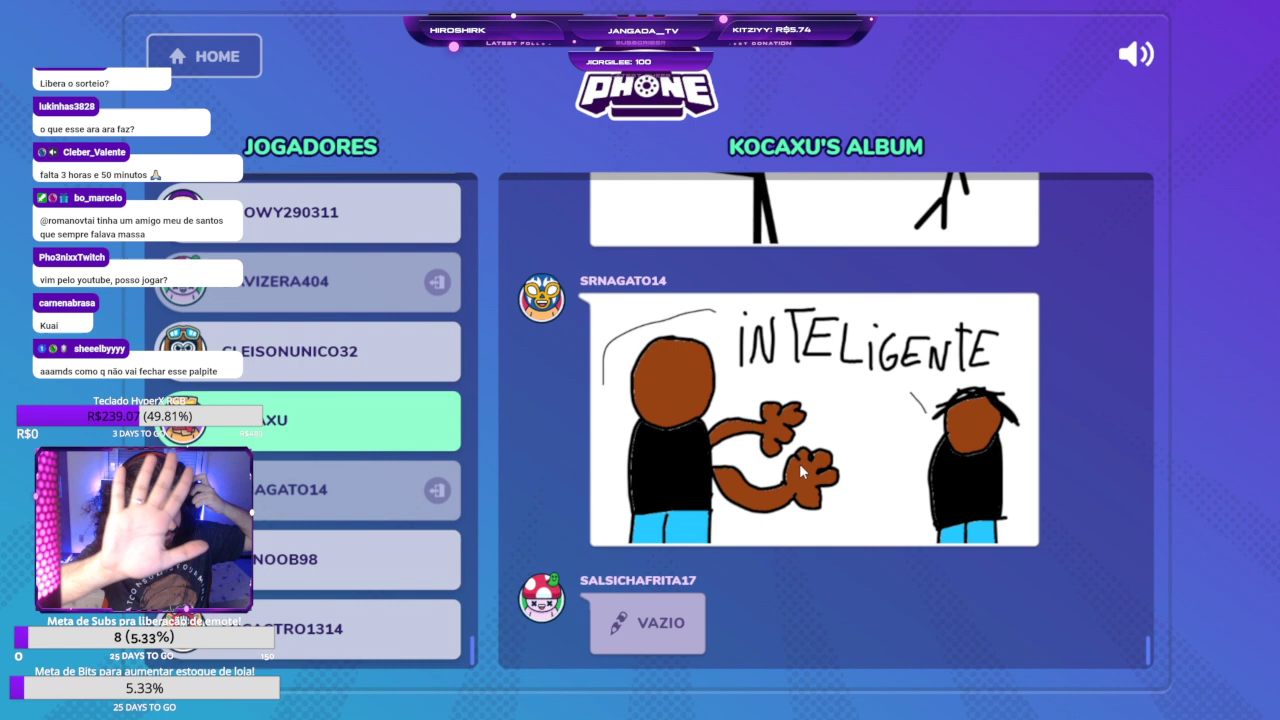 HIROSHIRK
LATEST FOLL
JANGADA_TV
SUBSCRIBER
KITZIYY: R$5.74
ST DONATION
JIORGILEE: 100
PHONE
HOME
JOGADORES
KOCAXU'S ALBUM
Libera o sorteio?
lukinhas3828
o que esse ara ara faz?
Cleber_Valente
falta 3 horas e 50 minutos 🙏🏻
bo_marcelo
@romanovtai tinha um amigo meu de santos
que sempre falava massa
Pho3nixxTwitch
vim pelo youtube, posso jogar?
carnenabrasa
Kuai
sheeelbyyyy
aaamds como q não vai fechar esse palpite
Teclado HyperX RGB
R$239.07 (49.81%)
R$0
3 DAYS TO GO
OWY290311
VIZERA404
CLEISONUNICO32
AXU
AGATO14
NOOB98
ASTRO1314
SRNAGATO14
INTELIGENTE
SALSICHAFRITA17
VAZIO
Meta de Subs pra liberação de emote!
8 (5.33%)
0
25 DAYS TO GO
150
Meta de Bits para aumentar estoque de lola!
5.33%
25 DAYS TO GO